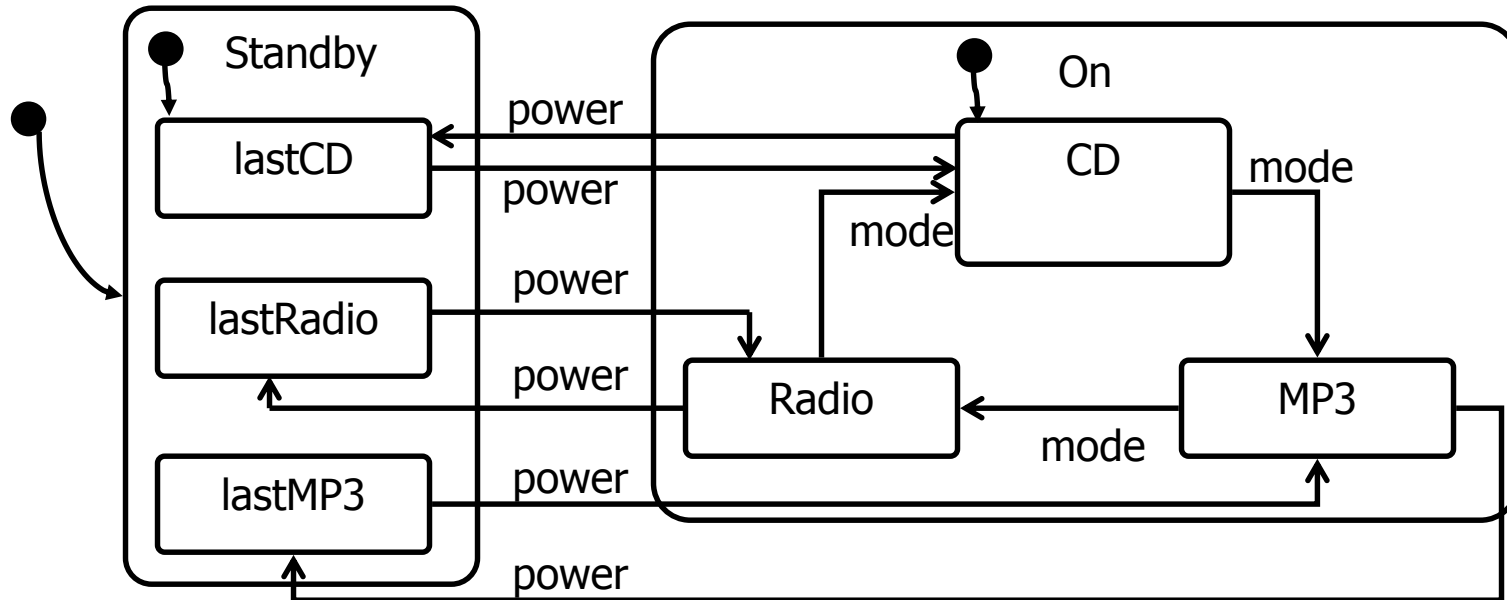 Standby
On
power
lastCD
CD
mode
power
mode
power
lastRadio
power
Radio
MP3
mode
lastMP3
power
power